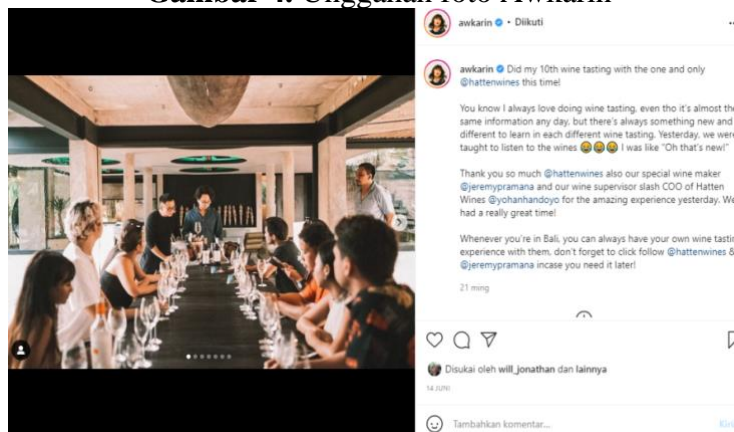 Gambar 4. Unggahan foto Awkarin
awkarin • Diikuti
awkarin Did my 10th wine tasting with the one and only
@hattenwines this time!
You know I always love doing wine tasting, even tho it's almost the
same information any day, but there's always something new and
different to learn in each different wine tasting. Yesterday, we were
taught to listen to the wines 😭😭😭 I was like "Oh that's new!"
Thank you so much @hattenwines also our special wine maker
@jeremypramana and our wine supervisor slash COO of Hatten
Wines @yohanhandoyo for the amazing experience yesterday. We
had a really great time!
Whenever you're in Bali, you can always have your own wine tastin
experience with them, don't forget to click follow @hattenwines &
@jeremypramana incase you need it later!
21 ming
Disukai oleh will_jonathan dan lainnya
14 JUNI
Tambahkan komentar...
Kiri